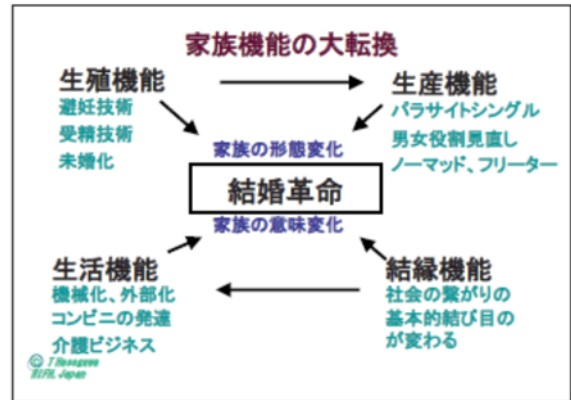 家族機能の大転換
生殖機能
避妊技術
受精技術
未婚化
生産機能
パラサイトシングル
男女役割見直し
ノーマッド、フリーター
家族の形態変化
結婚革命
家族の意味変化
生活機能
機械化、外部化
コンビニの発達
介護ビジネス
結縁機能
社会の繋がりの
基本的結び目の
が変わる
© T Hasegawa
Japan